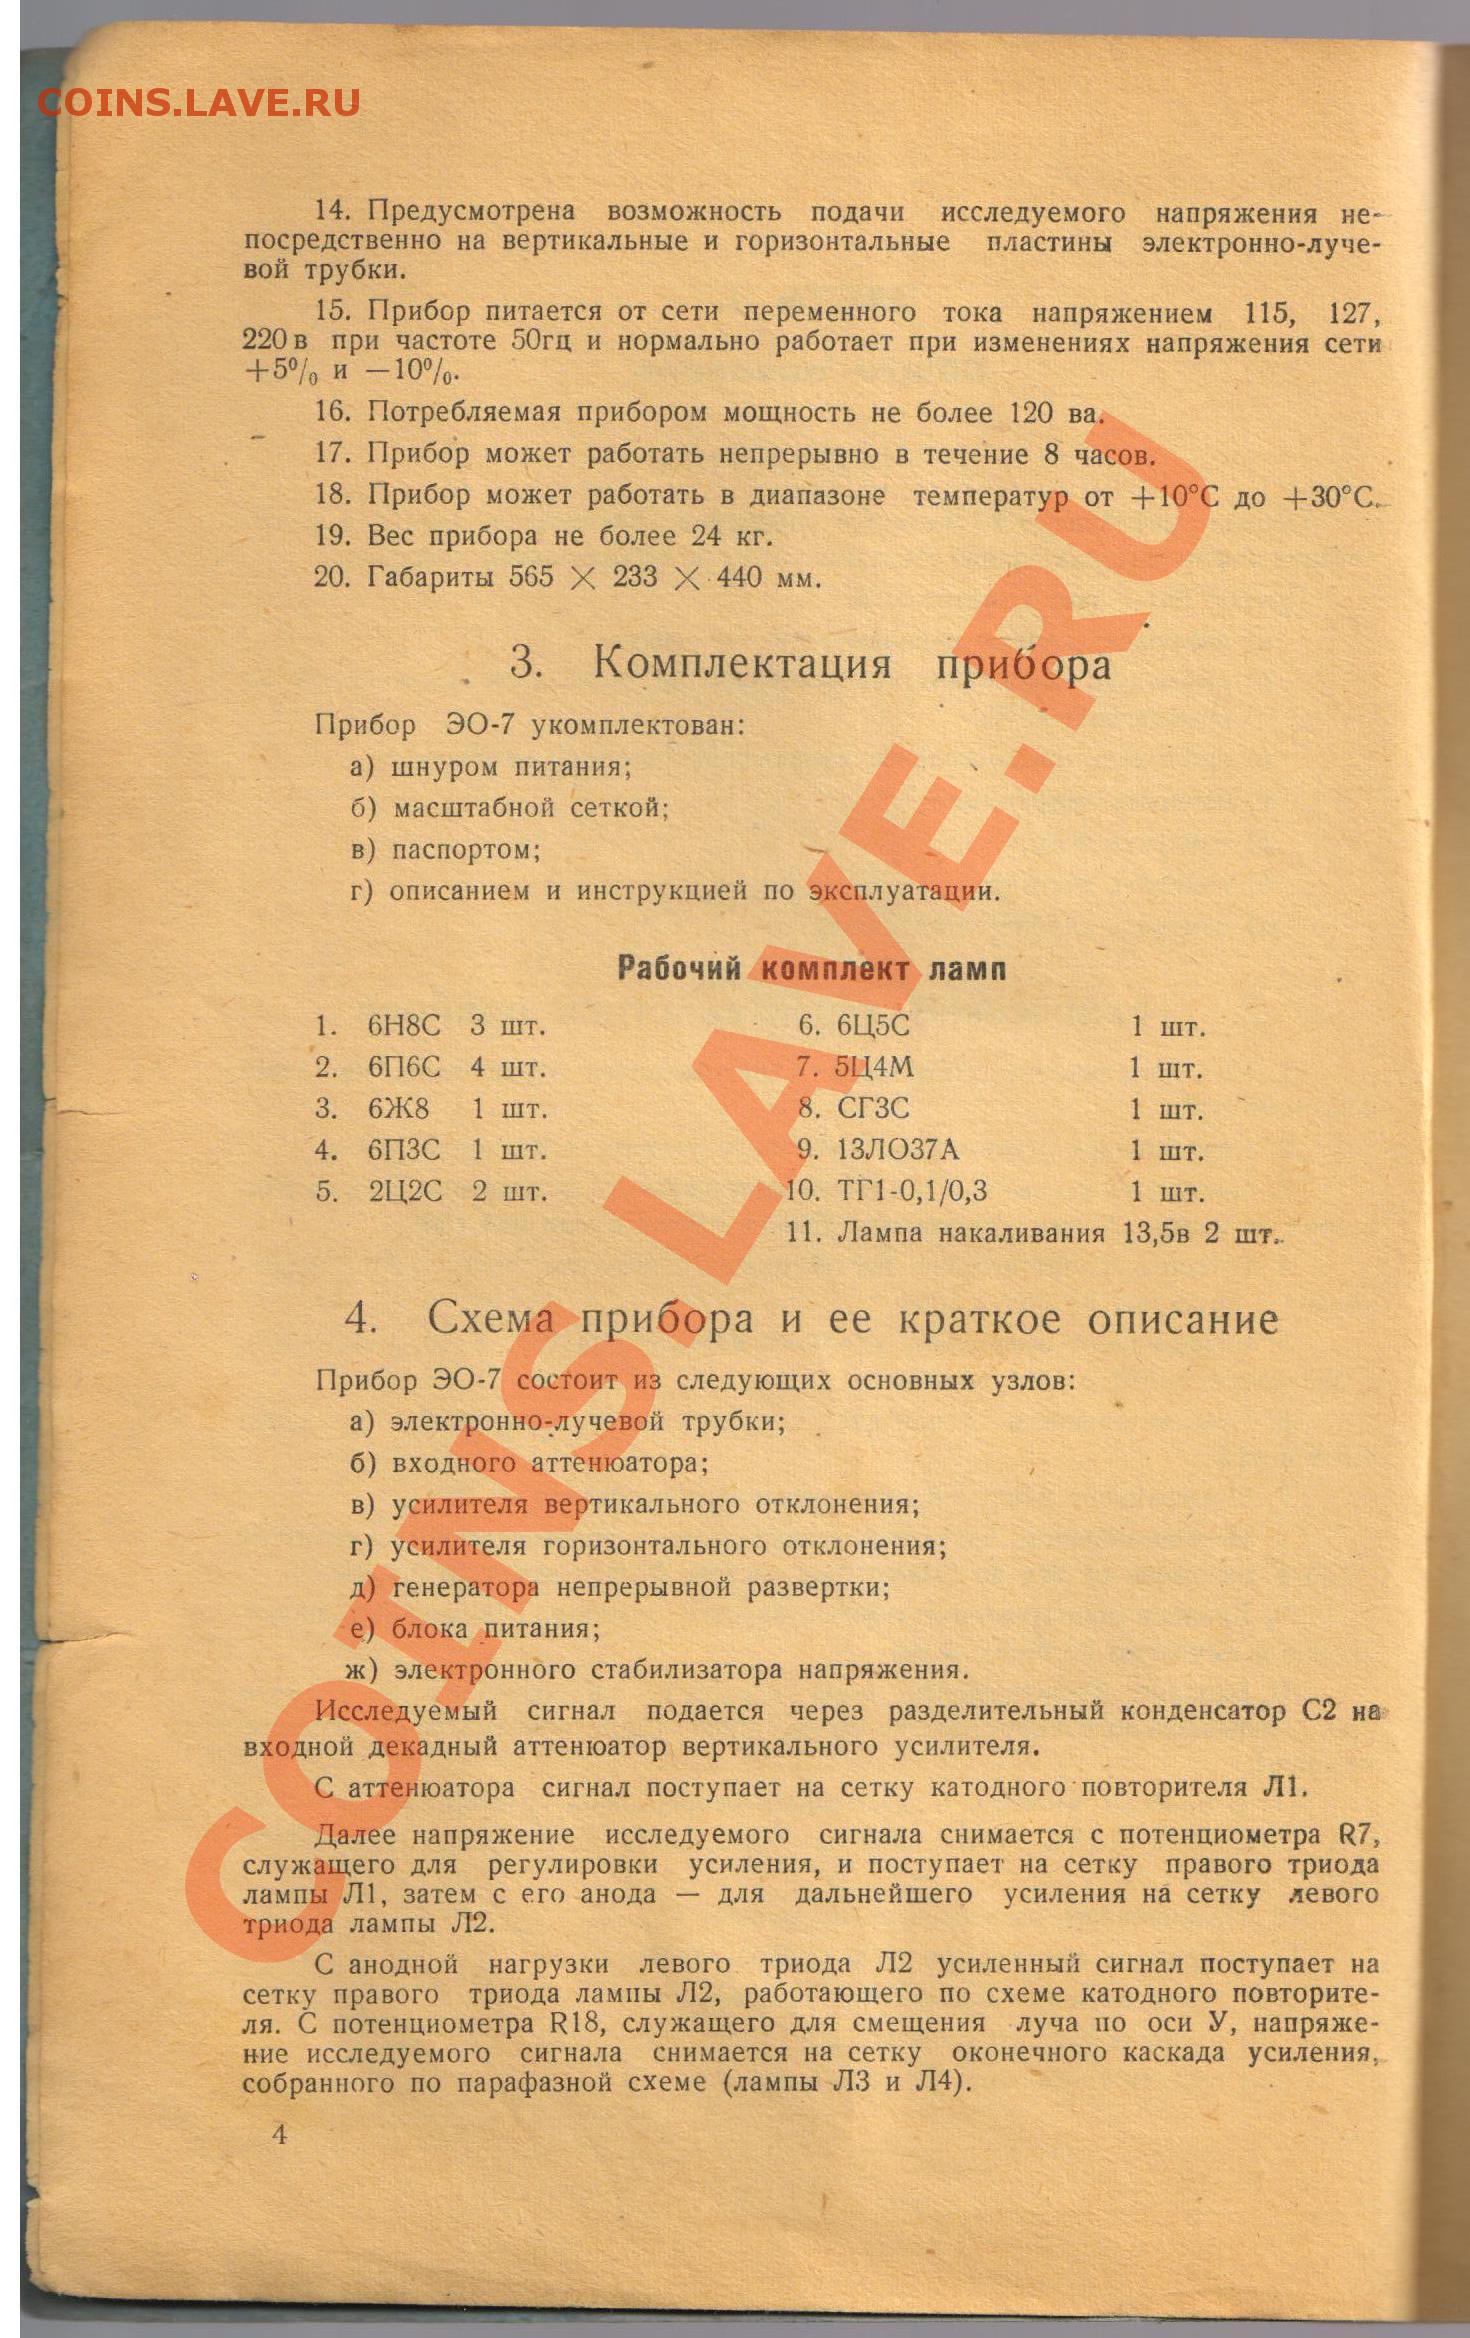 COINS.LAVE.RU
14. Предусмотрена возможность подачи исследуемого напряжения не-
посредственно на вертикальные и горизонтальные пластины электронно-луче-
вой трубки.
15. Прибор питается от сети переменного тока напряжением 115, 127,
220 в при частоте 50гц и нормально работает при изменениях напряжения сети
+5% и —10%.
16. Потребляемая прибором мощность не более 120 ва.
17. Прибор может работать непрерывно в течение 8 часов.
18. Прибор может работать в диапазоне температур от +10°С до +30°С.
19. Вес прибора не более 24 кг.
20. Габариты 565 × 233 × 440 мм.
3. Комплектация прибора
Прибор ЭО-7 укомплектован:
а) шнуром питания;
б) масштабной сеткой;
в) паспортом;
г) описанием и инструкцией по эксплуатации.
Рабочий комплект ламп
1. 6Н8С 3 шт. 6. 6Ц5С 1 шт.
2. 6П6С 4 шт. 7. 5Ц4М 1 шт.
3. 6Ж8 1 шт. 8. СГ3С 1 шт.
4. 6П3С 1 шт. 9. 13ЛО37А 1 шт.
5. 2Ц2С 2 шт. 10. ТГ1-0,1/0,3 1 шт.
11. Лампа накаливания 13,5в 2 шт.
4. Схема прибора и ее краткое описание
Прибор ЭО-7 состоит из следующих основных узлов:
а) электронно-лучевой трубки;
б) входного аттенюатора;
в) усилителя вертикального отклонения;
г) усилителя горизонтального отклонения;
д) генератора непрерывной развертки;
е) блока питания;
ж) электронного стабилизатора напряжения.
Исследуемый сигнал подается через разделительный конденсатор С2 на
входной декадный аттенюатор вертикального усилителя.
С аттенюатора сигнал поступает на сетку катодного повторителя Л1.
Далее напряжение исследуемого сигнала снимается с потенциометра R7,
служащего для регулировки усиления, и поступает на сетку правого триода
лампы Л1, затем с его анода — для дальнейшего усиления на сетку левого
триода лампы Л2.
С анодной нагрузки левого триода Л2 усиленный сигнал поступает на
сетку правого триода лампы Л2, работающего по схеме катодного повторите-
ля. С потенциометра R18, служащего для смещения луча по оси У, напряже-
ние исследуемого сигнала снимается на сетку оконечного каскада усиления,
собранного по парафазной схеме (лампы Л3 и Л4).
4
COINS.LAVE.RU